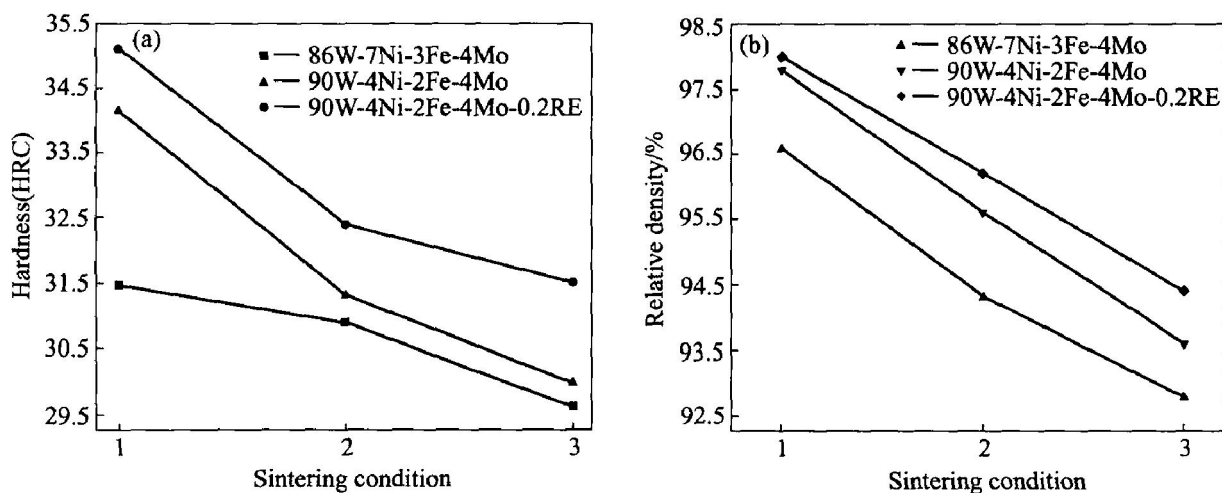 (a)
86W-7Ni-3Fe-4Mo
90W-4Ni-2Fe-4Mo
90W-4Ni-2Fe-4Mo-0.2RE
35.5
34.5
33.5
32.5
31.5
30.5
29.5
Hardness(HRC)
1 2 3
Sintering condition
(b)
86W-7Ni-3Fe-4Mo
90W-4Ni-2Fe-4Mo
90W-4Ni-2Fe-4Mo-0.2RE
98.5
97.5
96.5
95.5
94.5
93.5
92.5
Relative density/%
1 2 3
Sintering condition